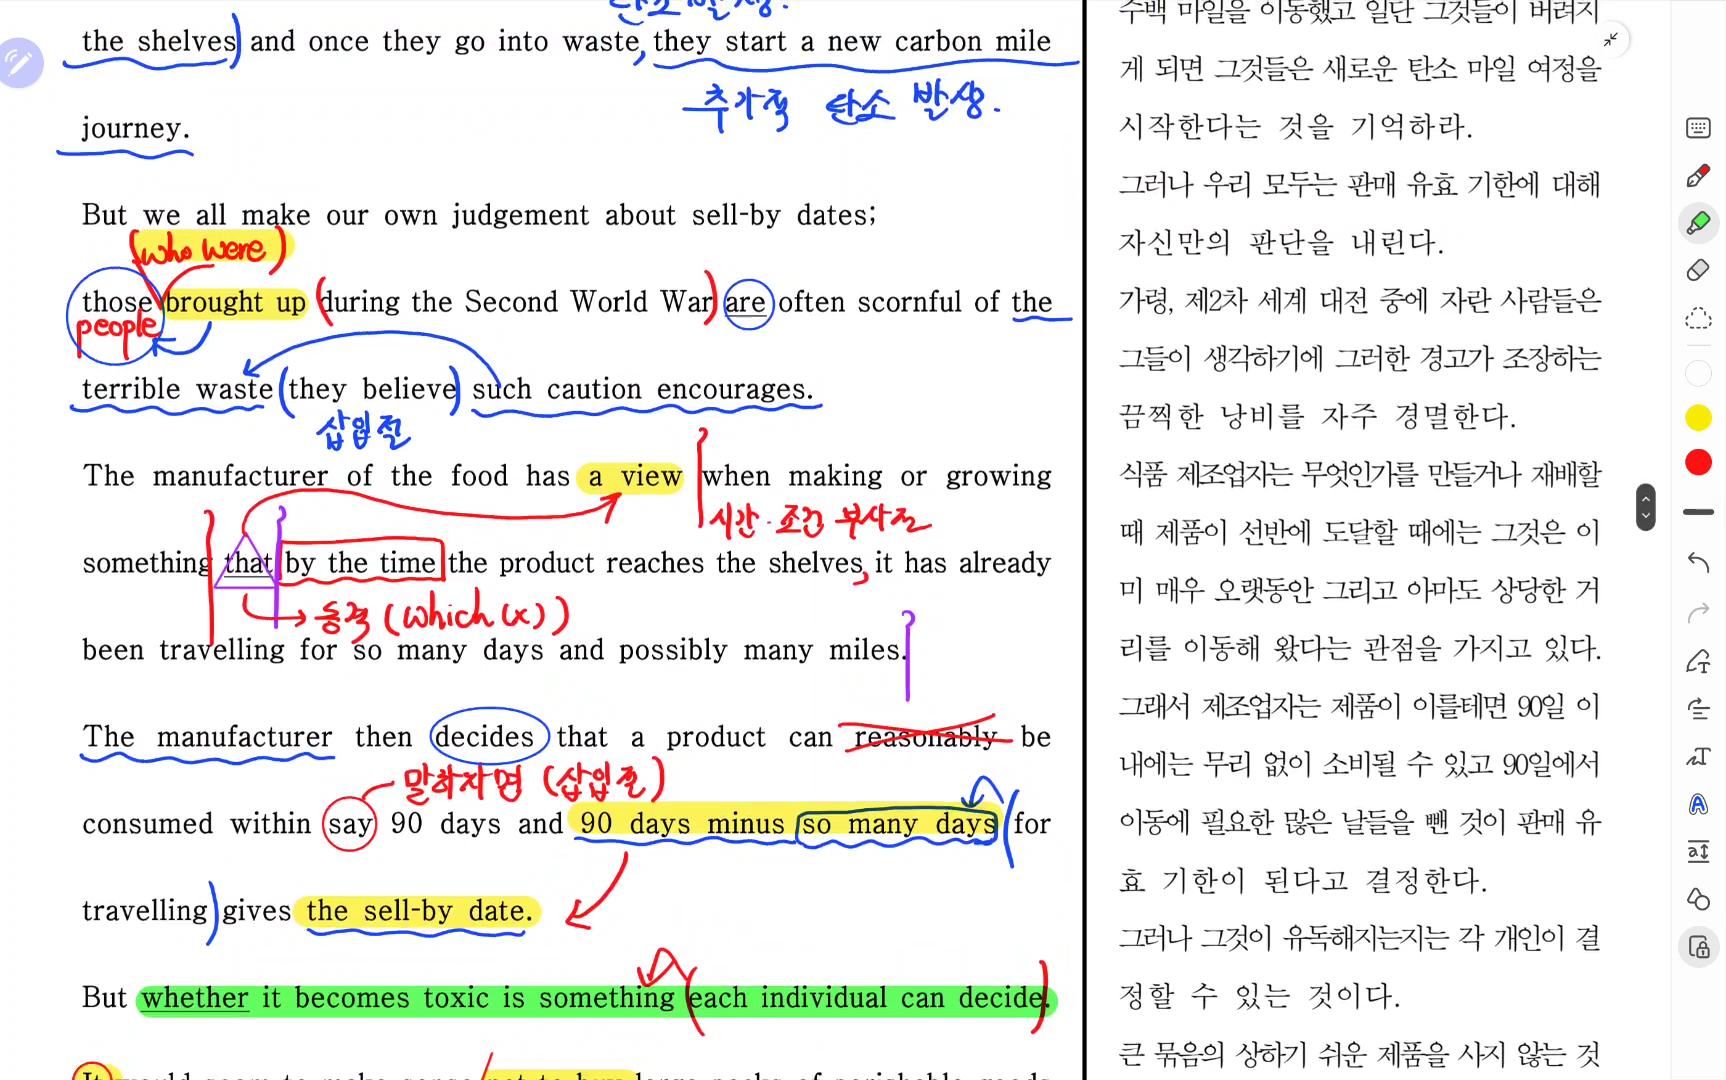 탄소 발생.
the shelves) and once they go into waste, they start a new carbon mile
추가적 탄소 발생.
journey.
But we all make our own judgement about sell-by dates;
(who were)
those brought up (during the Second World War) are often scornful of the
people
terrible waste (they believe) such caution encourages.
삽입절
The manufacturer of the food has a view when making or growing
시간·조건 부사절
something that by the time the product reaches the shelves, it has already
동격 (which(x))
been travelling for so many days and possibly many miles.
The manufacturer then decides that a product can reasonably be
말하자면 (삽입절)
consumed within say 90 days and 90 days minus so many days (for
travelling) gives the sell-by date.
But whether it becomes toxic is something (each individual can decide.)
It would seem to make sense not to buy large packs of perishable goods
수백 마일을 이동했고 일단 그것들이 버려지
게 되면 그것들은 새로운 탄소 마일 여정을
시작한다는 것을 기억하라.
그러나 우리 모두는 판매 유효 기한에 대해
자신만의 판단을 내린다.
가령, 제2차 세계 대전 중에 자란 사람들은
그들이 생각하기에 그러한 경고가 조장하는
끔찍한 낭비를 자주 경멸한다.
식품 제조업자는 무엇인가를 만들거나 재배할
때 제품이 선반에 도달할 때에는 그것은 이
미 매우 오랫동안 그리고 아마도 상당한 거
리를 이동해 왔다는 관점을 가지고 있다.
그래서 제조업자는 제품이 이를테면 90일 이
내에는 무리 없이 소비될 수 있고 90일에서
이동에 필요한 많은 날들을 뺀 것이 판매 유
효 기한이 된다고 결정한다.
그러나 그것이 유독해지는지는 각 개인이 결
정할 수 있는 것이다.
큰 묶음의 상하기 쉬운 제품을 사지 않는 것